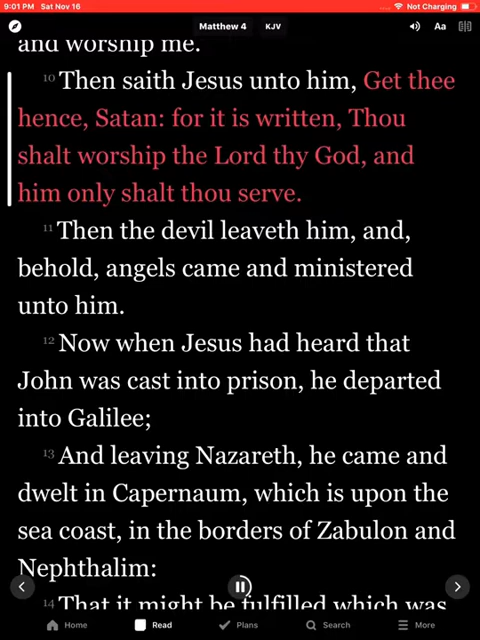 9:01 PM Sat Nov 16 Not Charging
Matthew 4 KJV Aa
and worship me.
10 Then saith Jesus unto him, Get thee
hence, Satan: for it is written, Thou
shalt worship the Lord thy God, and
him only shalt thou serve.
11 Then the devil leaveth him, and,
behold, angels came and ministered
unto him.
12 Now when Jesus had heard that
John was cast into prison, he departed
into Galilee;
13 And leaving Nazareth, he came and
dwelt in Capernaum, which is upon the
sea coast, in the borders of Zabulon and
Nephthalim:
14 That it might be fulfilled which was
Home Read Plans Search More